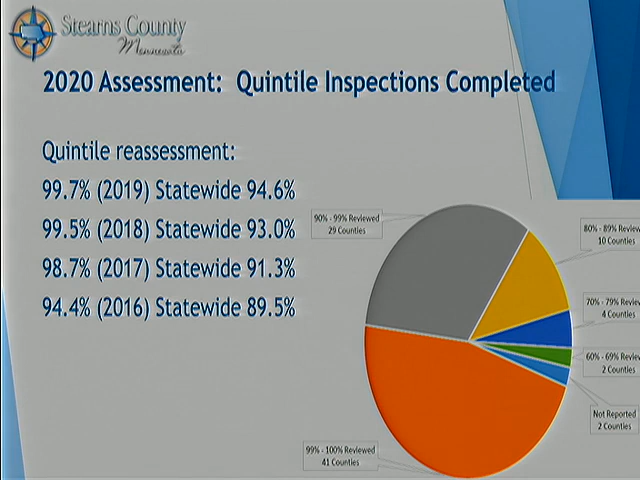 Stearns County
Minnesota
2020 Assessment: Quintile Inspections Completed
Quintile reassessment:
99.7% (2019) Statewide 94.6%
99.5% (2018) Statewide 93.0%
98.7% (2017) Statewide 91.3%
94.4% (2016) Statewide 89.5%
90% - 99% Reviewed
29 Counties
80% - 89% Review
10 Counties
70% - 79% Review
4 Counties
60% - 69% Review
2 Counties
Not Reported
2 Counties
99% - 100% Reviewed
41 Counties